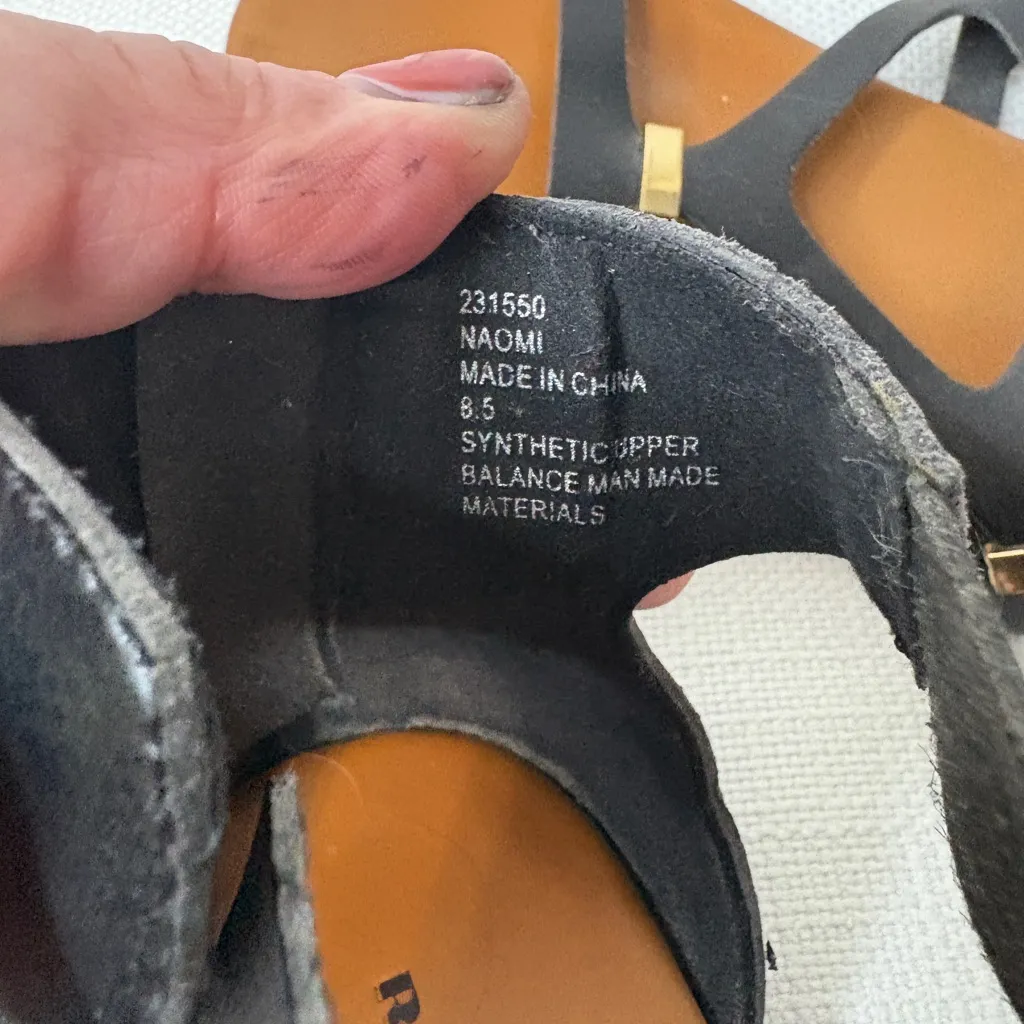 231550
NAOMI
MADE IN CHINA
8.5
SYNTHETIC UPPER
BALANCE MAN MADE
MATERIALS
R